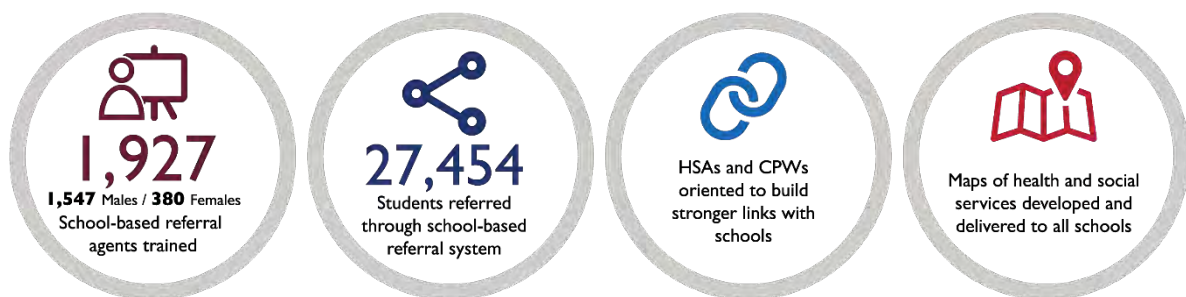 1,927
1,547 Males / 380 Females
School-based referral
agents trained
27,454
Students referred
through school-based
referral system
HSAs and CPWs
oriented to build
stronger links with
schools
Maps of health and social
services developed and
delivered to all schools